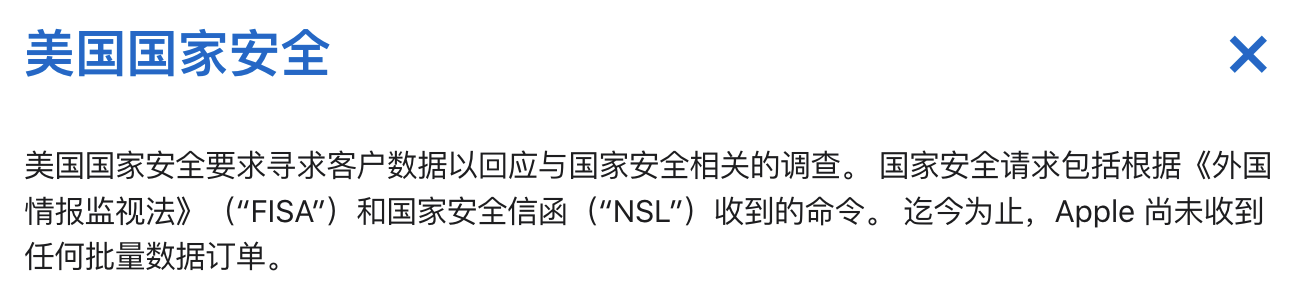 美国国家安全
美国国家安全要求寻求客户数据以回应与国家安全相关的调查。 国家安全请求包括根据《外国
情报监视法》（“FISA”）和国家安全信函（“NSL”）收到的命令。 迄今为止，Apple 尚未收到
任何批量数据订单。